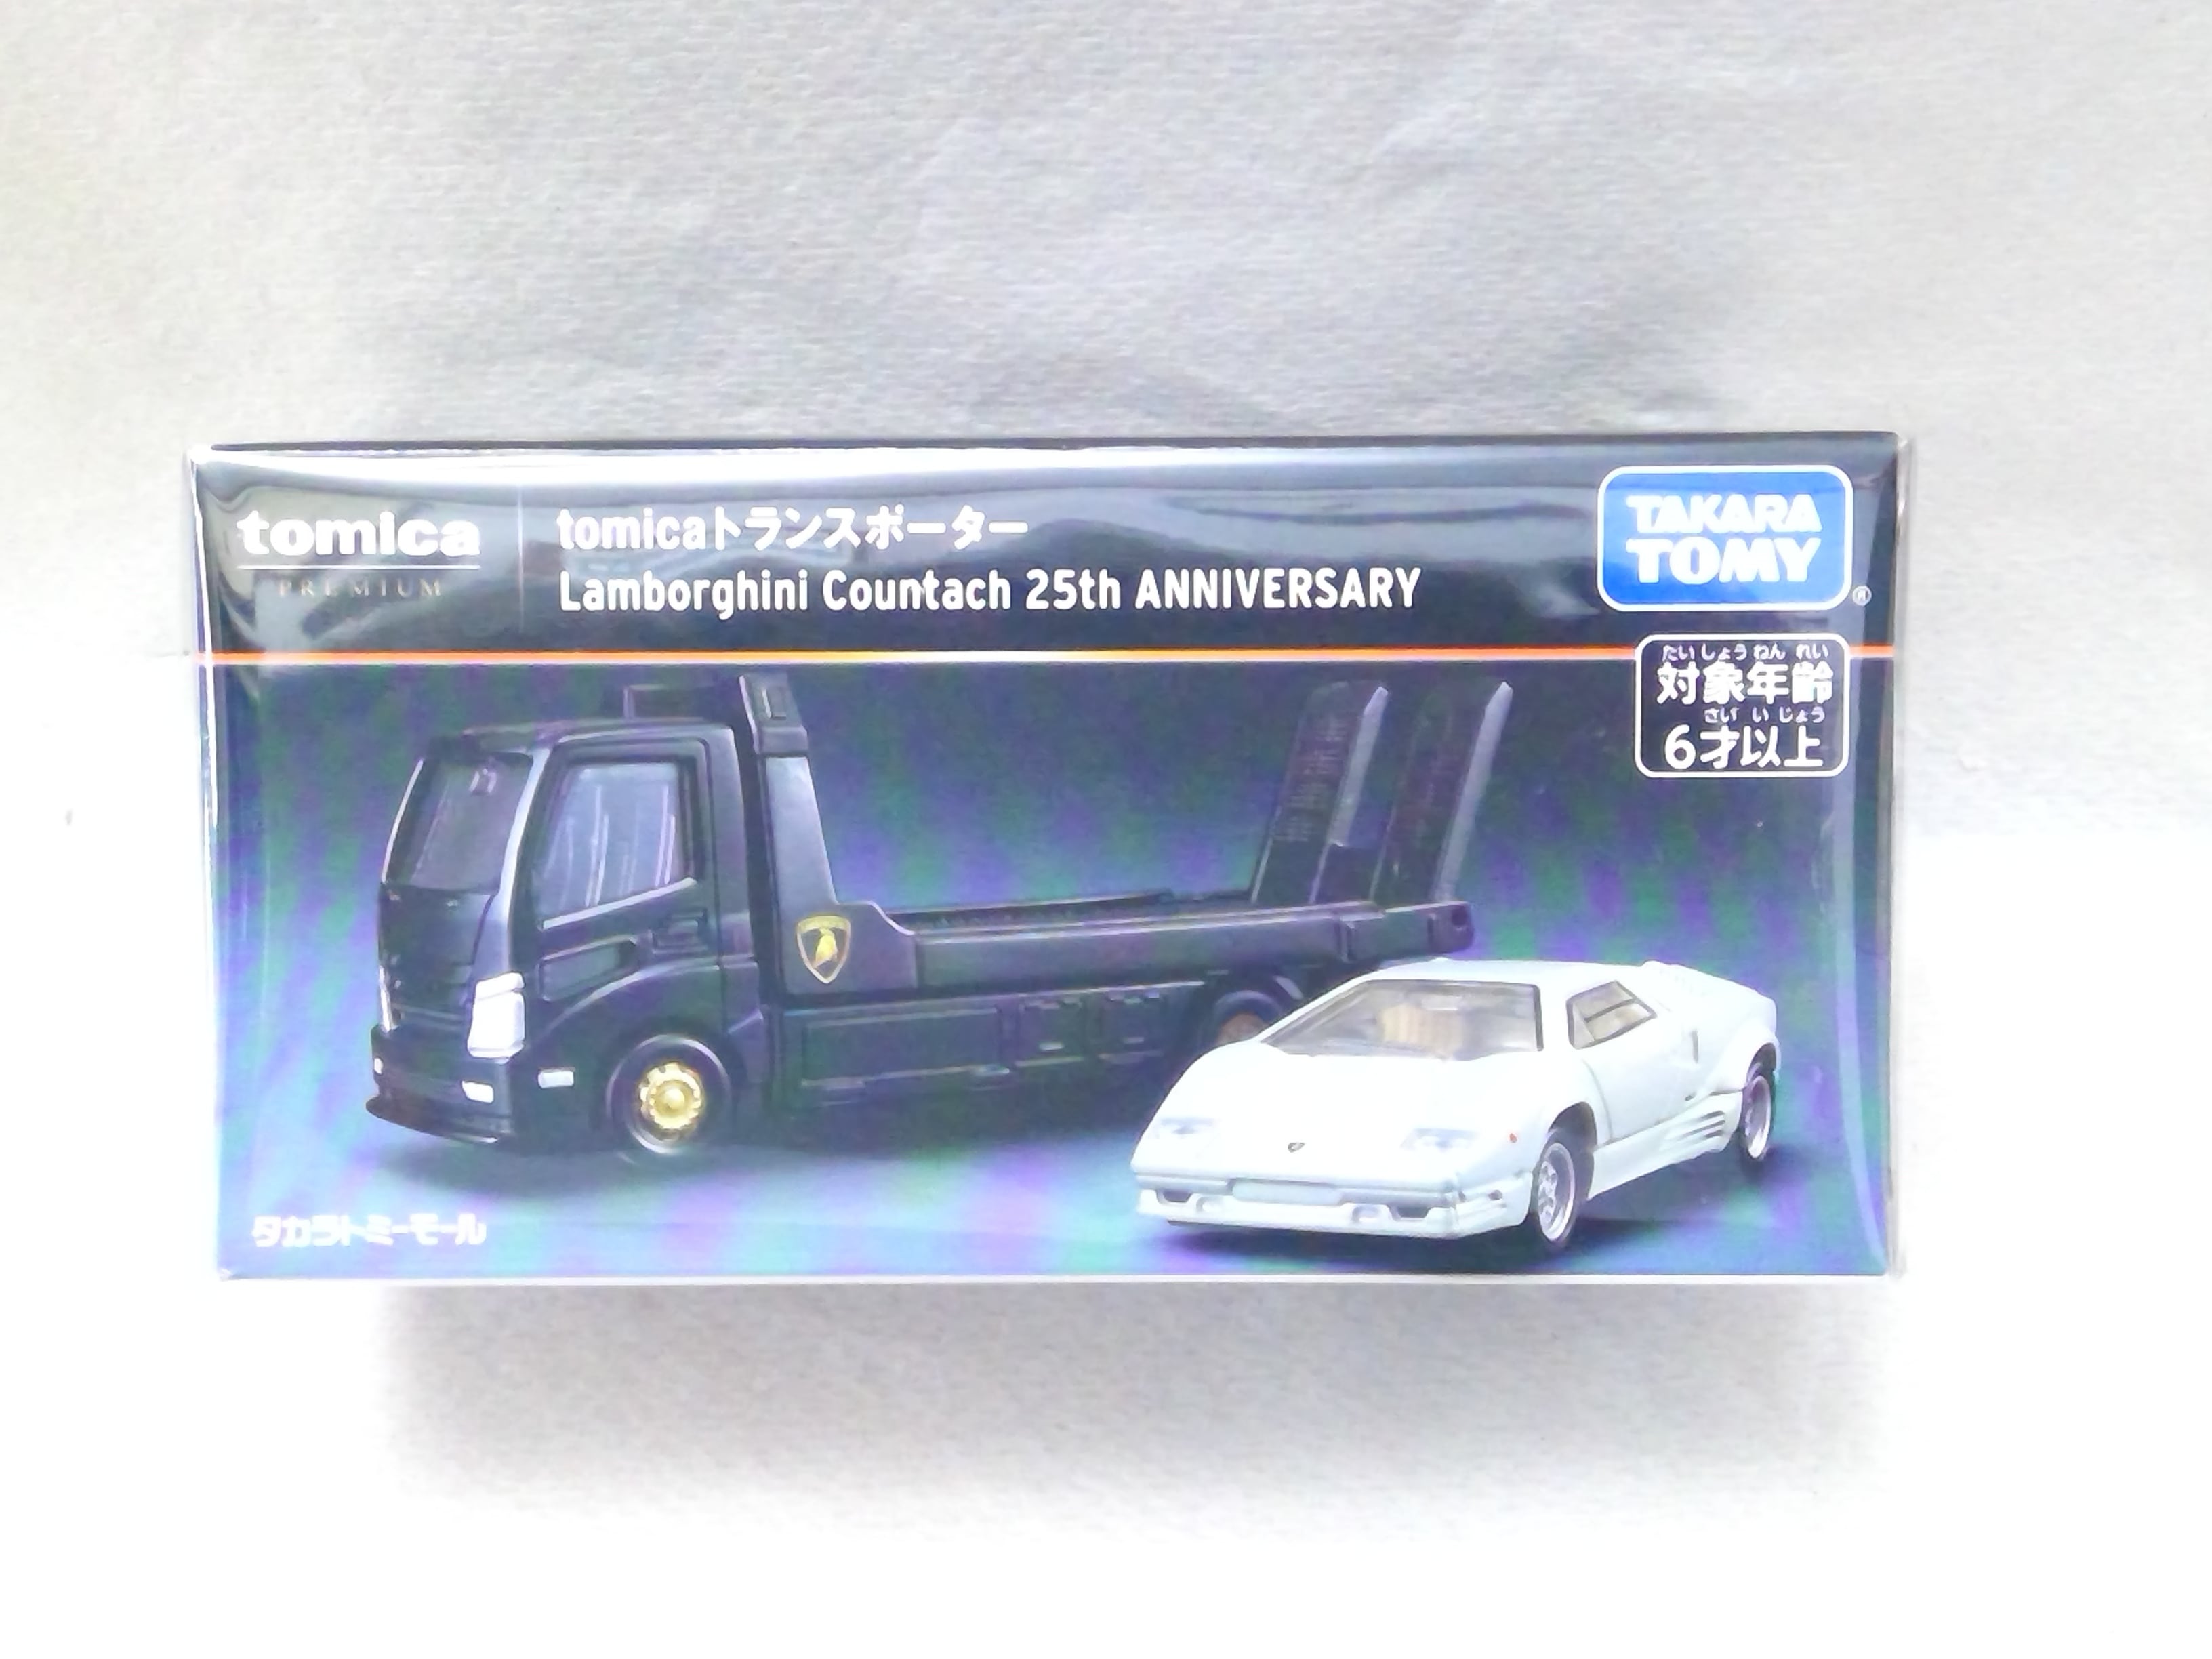 tomica
PREMIUM
tomicaトランスポーター
Lamborghini Countach 25th ANNIVERSARY
TAKARA
TOMY
®
たいしょうねんれい
対象年齢
さいいじょう
6才以上
タカラトミーモール